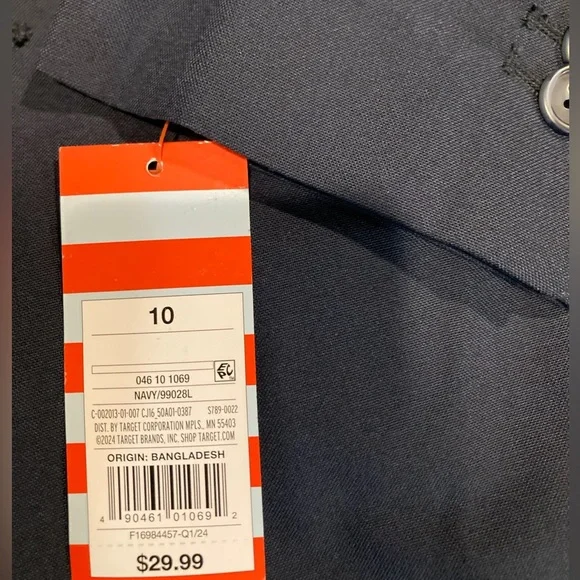 10
046 10 1069
NAVY/99028L
C-002013-01-007 CJ16_50A01-0387 ST89-0022
DIST. BY TARGET CORPORATION MPLS., MN 55403
©2024 TARGET BRANDS, INC. SHOP TARGET.COM
ORIGIN: BANGLADESH
4 90461 01069 2
F16984457-Q1/24
$29.99